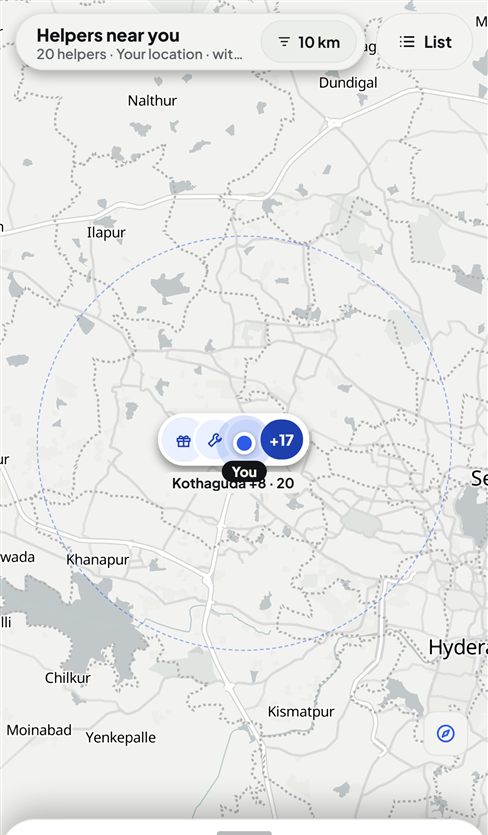 Helpers near you
20 helpers · Your location · wit...
10 km
List
Dundigal
Nalthur
Ilapur
+17
You
Kothaguda +8 · 20
Khanapur
Chilkur
Kismatpur
Moinabad
Yenkepalle